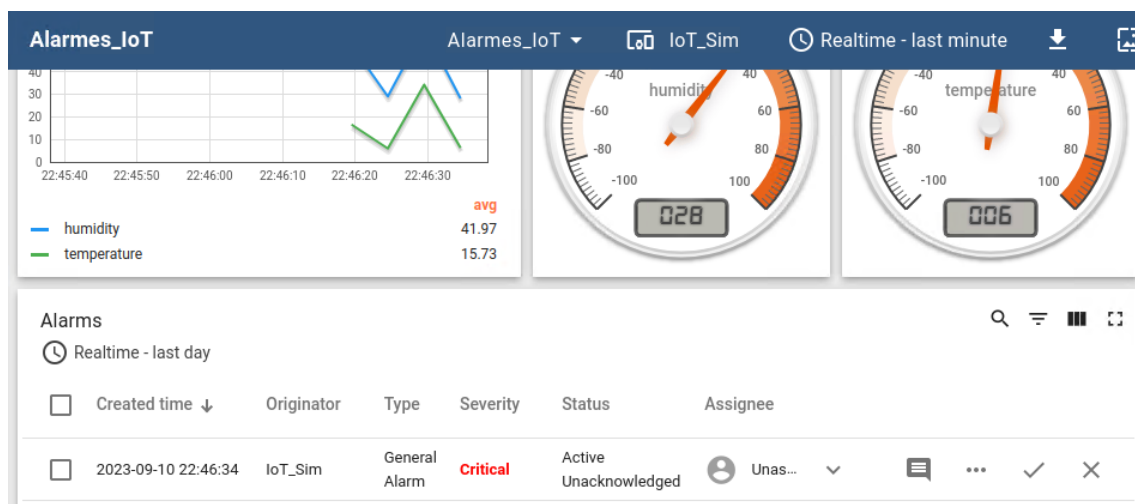 Alarmes_IoT
Alarmes_IoT
IoT_Sim
Realtime - last minute
40
30
20
10
0
22:45:40 22:45:50 22:46:00 22:46:10 22:46:20 22:46:30
avg
humidity 41.97
temperature 15.73
-40 40
humidity
-60 60
-80 80
-100 100
028
-40 40
temperature
-60 60
-80 80
-100 100
006
Alarms
Realtime - last day
Created time Originator Type Severity Status Assignee
2023-09-10 22:46:34 IoT_Sim General Alarm Critical Active Unacknowledged Unas...